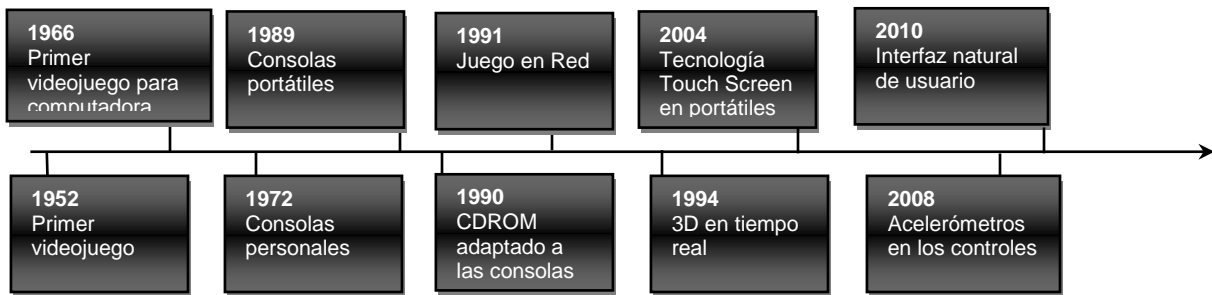 1966
Primer
videojuego para
computadora
1989
Consolas
portátiles
1991
Juego en Red
2004
Tecnología
Touch Screen
en portátiles
2010
Interfaz natural
de usuario
1952
Primer
videojuego
1972
Consolas
personales
1990
CDROM
adaptado a
las consolas
1994
3D en tiempo
real
2008
Acelerómetros
en los controles